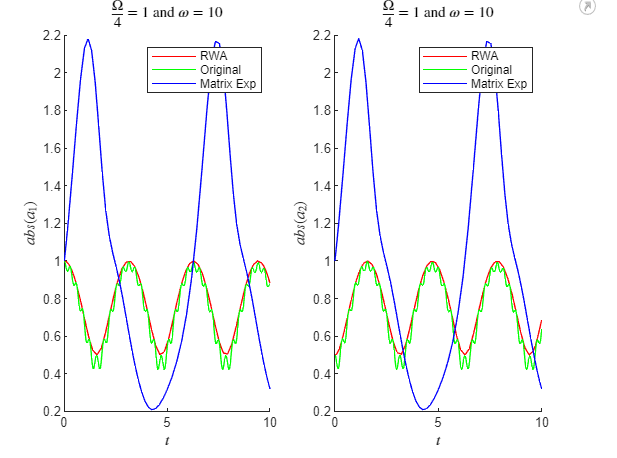 Ω/4 = 1 and ω = 10
2.2
2
1.8
1.6
1.4
1.2
1
0.8
0.6
0.4
0.2
abs(a₁)
0 5 10
t
RWA
Original
Matrix Exp
Ω/4 = 1 and ω = 10
2.2
2
1.8
1.6
1.4
1.2
1
0.8
0.6
0.4
0.2
abs(a₂)
0 5 10
t
RWA
Original
Matrix Exp